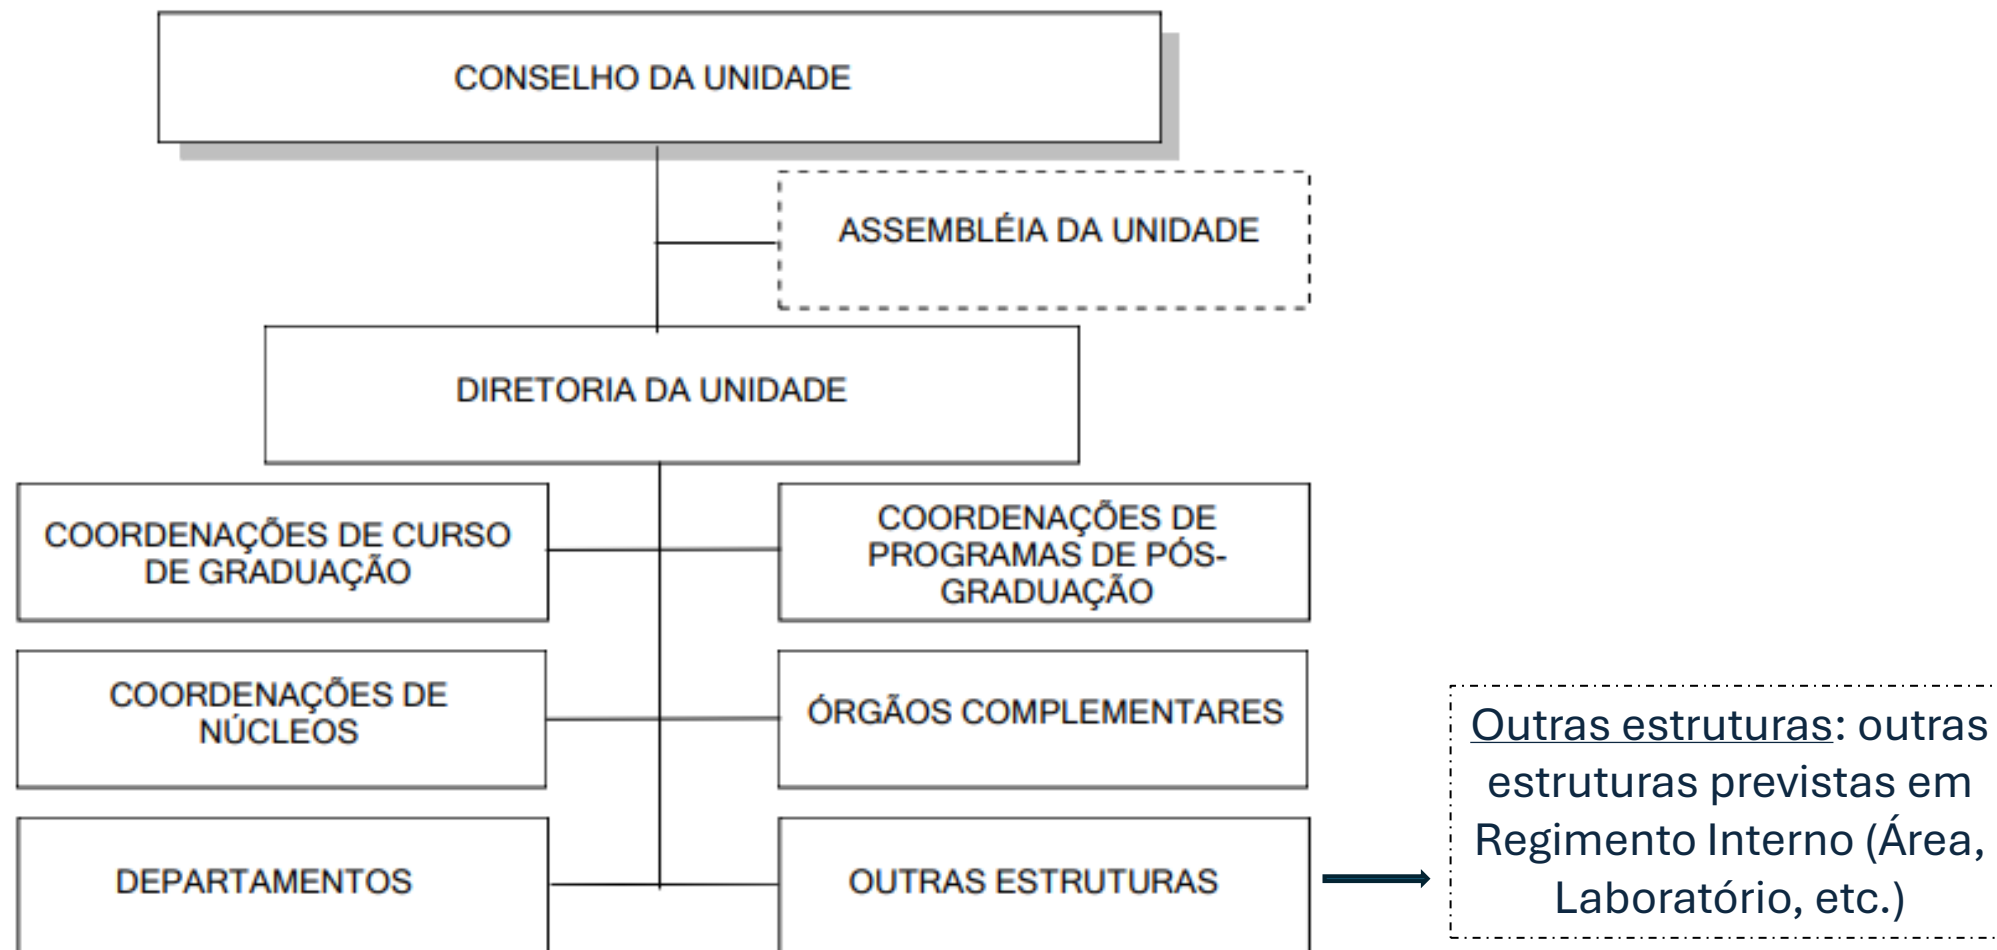 CONSELHO DA UNIDADE
ASSEMBLÉIA DA UNIDADE
DIRETORIA DA UNIDADE
COORDENAÇÕES DE CURSO
DE GRADUAÇÃO
COORDENAÇÕES DE
PROGRAMAS DE PÓS-
GRADUAÇÃO
COORDENAÇÕES DE
NÚCLEOS
ÓRGÃOS COMPLEMENTARES
DEPARTAMENTOS
OUTRAS ESTRUTURAS
Outras estruturas: outras
estruturas previstas em
Regimento Interno (Área,
Laboratório, etc.)